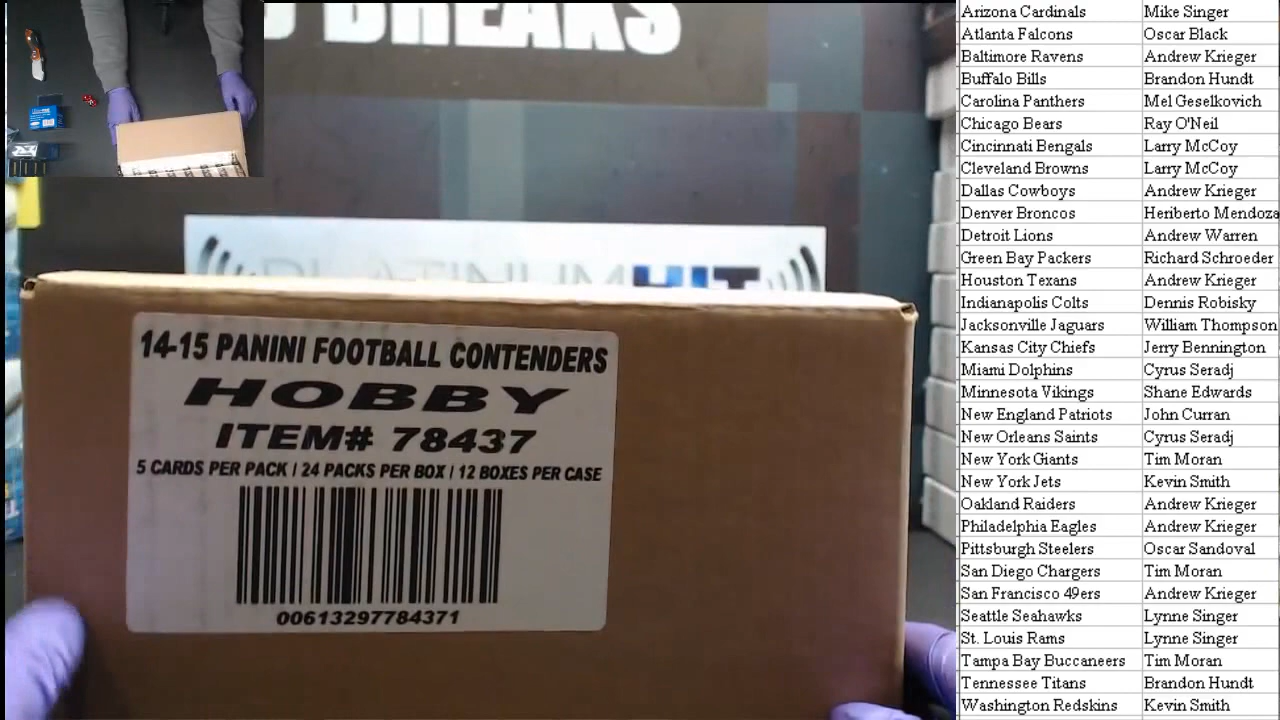 BREAKS
HIT
14-15 PANINI FOOTBALL CONTENDERS
HOBBY
ITEM# 78437
5 CARDS PER PACK / 24 PACKS PER BOX / 12 BOXES PER CASE
00613297784371
Arizona Cardinals Mike Singer
Atlanta Falcons Oscar Black
Baltimore Ravens Andrew Krieger
Buffalo Bills Brandon Hundt
Carolina Panthers Mel Geselkovich
Chicago Bears Ray O'Neil
Cincinnati Bengals Larry McCoy
Cleveland Browns Larry McCoy
Dallas Cowboys Andrew Krieger
Denver Broncos Heriberto Mendoza
Detroit Lions Andrew Warren
Green Bay Packers Richard Schroeder
Houston Texans Andrew Krieger
Indianapolis Colts Dennis Robisky
Jacksonville Jaguars William Thompson
Kansas City Chiefs Jerry Bennington
Miami Dolphins Cyrus Seradj
Minnesota Vikings Shane Edwards
New England Patriots John Curran
New Orleans Saints Cyrus Seradj
New York Giants Tim Moran
New York Jets Kevin Smith
Oakland Raiders Andrew Krieger
Philadelphia Eagles Andrew Krieger
Pittsburgh Steelers Oscar Sandoval
San Diego Chargers Tim Moran
San Francisco 49ers Andrew Krieger
Seattle Seahawks Lynne Singer
St. Louis Rams Lynne Singer
Tampa Bay Buccaneers Tim Moran
Tennessee Titans Brandon Hundt
Washington Redskins Kevin Smith